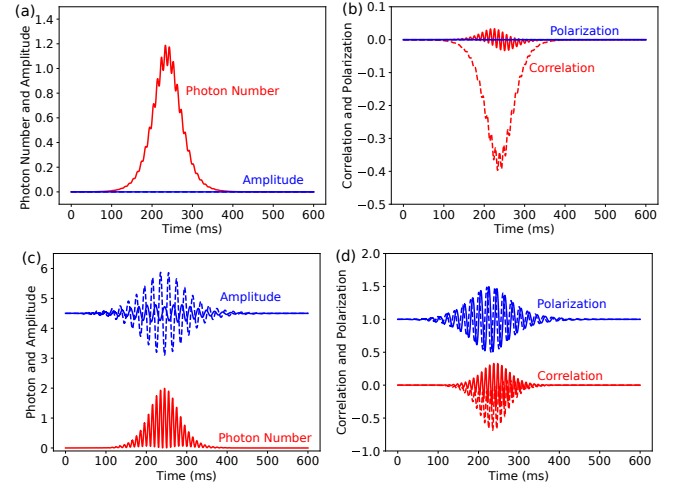 (a)
Photon Number and Amplitude
1.4
1.2
1.0
0.8
0.6
0.4
0.2
0.0
Photon Number
Amplitude
0 100 200 300 400 500 600
Time (ms)
(b)
Correlation and Polarization
0.1
0.0
−0.1
−0.2
−0.3
−0.4
−0.5
Polarization
Correlation
0 100 200 300 400 500 600
Time (ms)
(c)
Photon and Amplitude
6
5
4
3
2
1
0
Amplitude
Photon Number
0 100 200 300 400 500 600
Time (ms)
(d)
Correlation and Polarization
2.0
1.5
1.0
0.5
0.0
−0.5
−1.0
Polarization
Correlation
0 100 200 300 400 500 600
Time (ms)